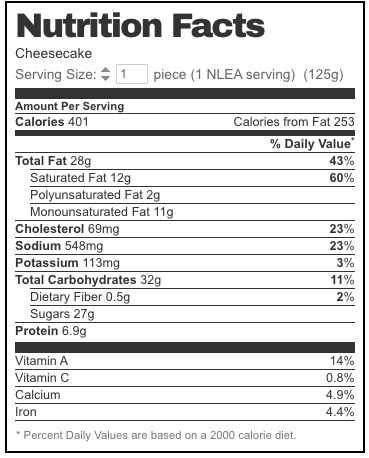 Nutrition Facts
Cheesecake
Serving Size: 1 piece (1 NLEA serving) (125g)
Amount Per Serving
Calories 401 Calories from Fat 253
% Daily Value*
Total Fat 28g 43%
Saturated Fat 12g 60%
Polyunsaturated Fat 2g
Monounsaturated Fat 11g
Cholesterol 69mg 23%
Sodium 548mg 23%
Potassium 113mg 3%
Total Carbohydrates 32g 11%
Dietary Fiber 0.5g 2%
Sugars 27g
Protein 6.9g
Vitamin A 14%
Vitamin C 0.8%
Calcium 4.9%
Iron 4.4%
* Percent Daily Values are based on a 2000 calorie diet.